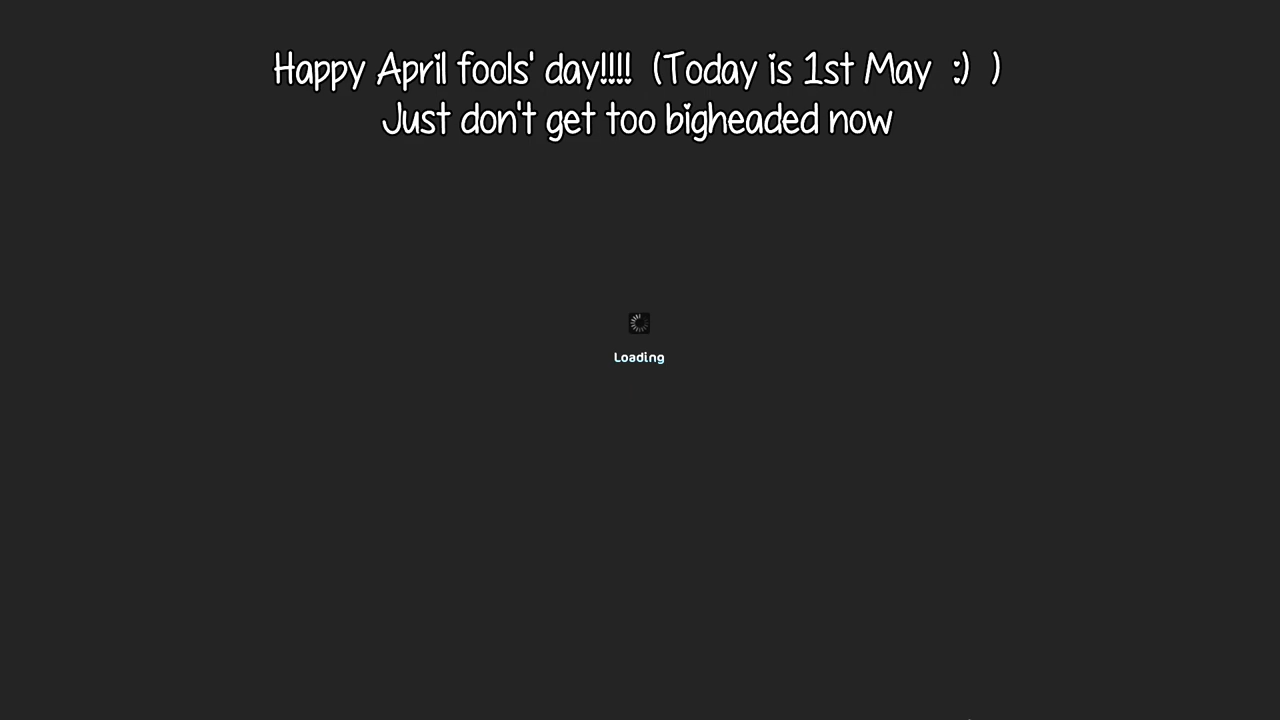 Happy April fools' day!!!! (Today is 1st May :) )
Just don't get too bigheaded now
Loading